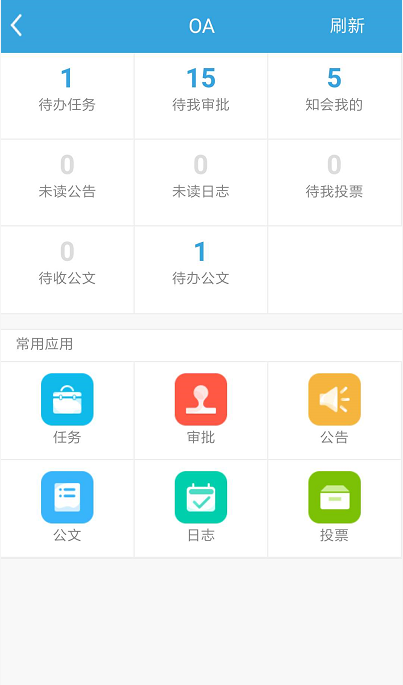 OA 刷新
1 15 5
待办任务 待我审批 知会我的
0 0 0
未读公告 未读日志 待我投票
0 1
待收公文 待办公文
常用应用
任务 审批 公告
公文 日志 投票